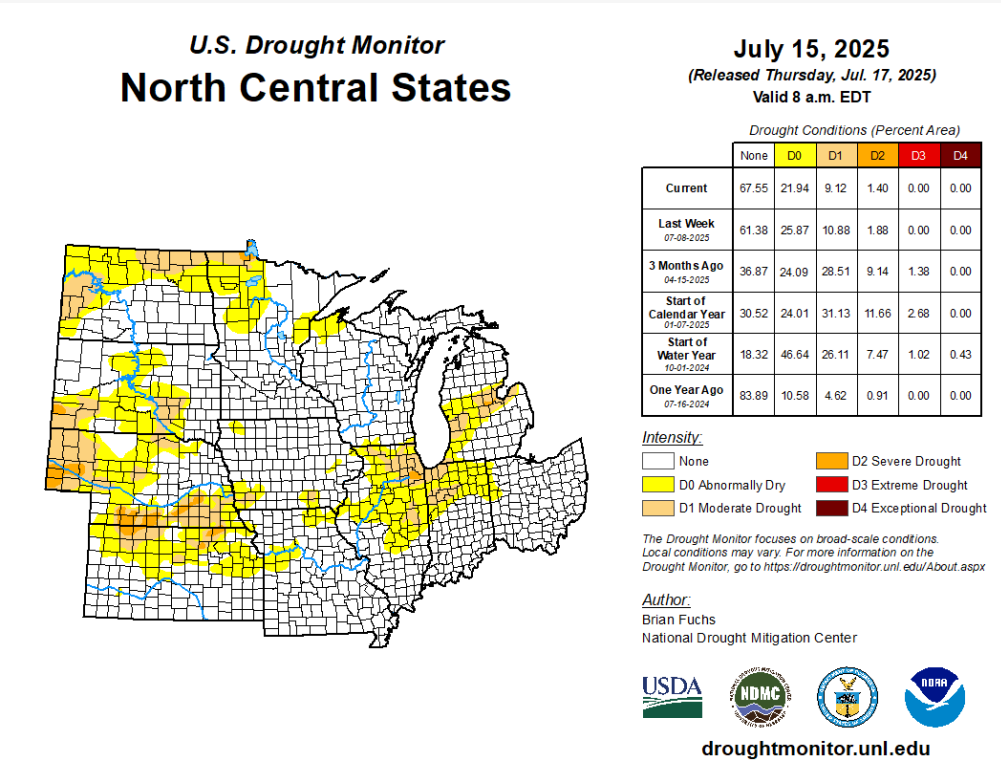 U.S. Drought Monitor
North Central States
July 15, 2025
(Released Thursday, Jul. 17, 2025)
Valid 8 a.m. EDT
Drought Conditions (Percent Area)
None D0 D1 D2 D3 D4
Current 67.55 21.94 9.12 1.40 0.00 0.00
Last Week
07-08-2025 61.38 25.87 10.88 1.88 0.00 0.00
3 Months Ago
04-15-2025 36.87 24.09 28.51 9.14 1.38 0.00
Start of
Calendar Year
01-07-2025 30.52 24.01 31.13 11.66 2.68 0.00
Start of
Water Year
10-01-2024 18.32 46.64 26.11 7.47 1.02 0.43
One Year Ago
07-16-2024 83.89 10.58 4.62 0.91 0.00 0.00
Intensity:
None
D0 Abnormally Dry
D1 Moderate Drought
D2 Severe Drought
D3 Extreme Drought
D4 Exceptional Drought
The Drought Monitor focuses on broad-scale conditions.
Local conditions may vary. For more information on the
Drought Monitor, go to https://droughtmonitor.unl.edu/About.aspx
Author:
Brian Fuchs
National Drought Mitigation Center
USDA
NDMC
NOAA
droughtmonitor.unl.edu